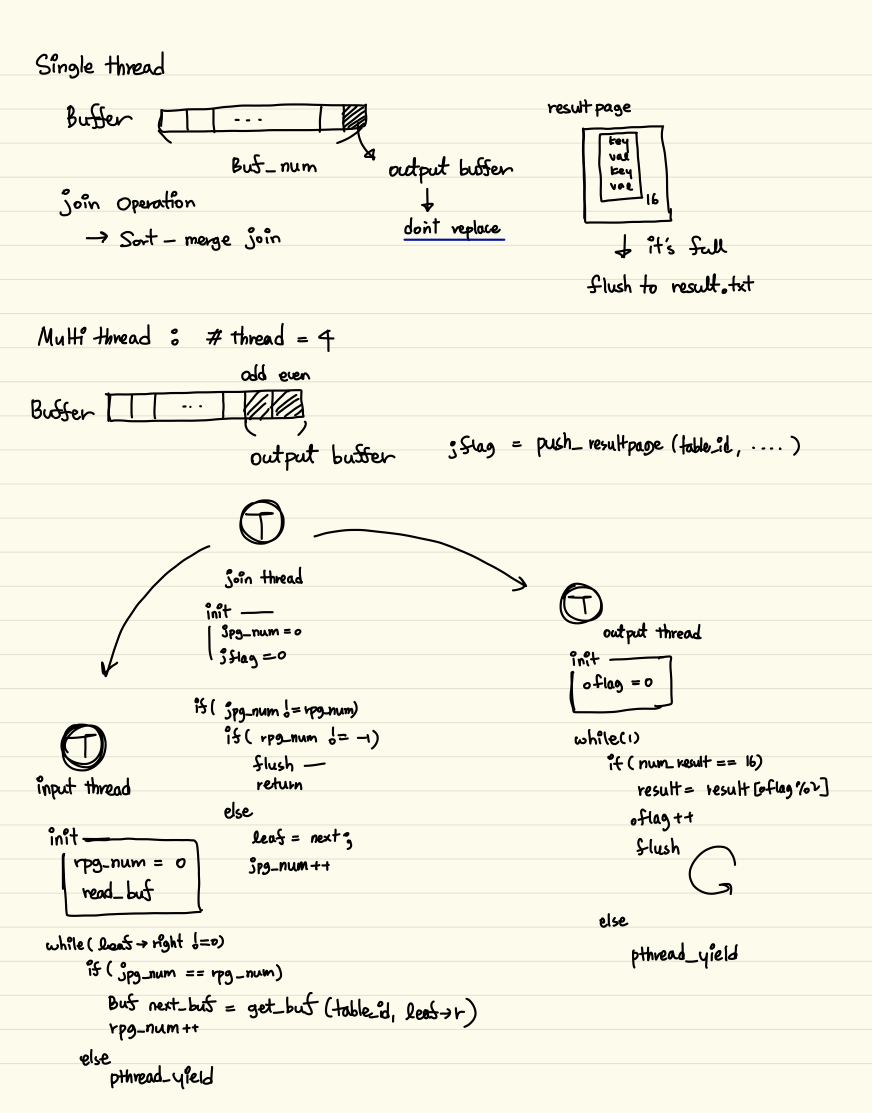 Single thread
Buffer
...
Buf_num
output buffer
↓
don't replace
join Operation
→ Sort-merge join
result page
key
val
key
val
16
↓ it's full
flush to result.txt
Multi thread : # thread = 4
odd even
Buffer
...
output buffer
jflag = push_resultpage (table_id, ....)
T
join thread
init
jpg_num = 0
jflag = 0
if( jpg_num != rpg_num)
if( rpg_num != -1)
flush —
return
else
leaf = next;
jpg_num++
T
input thread
init
rpg_num = 0
read_buf
while( leaf → right != 0)
if( jpg_num == rpg_num)
Buf next_buf = get_buf (table_id, leaf→r)
rpg_num++
else
pthread_yield
T
output thread
init
oflag = 0
while(1)
if( num_result == 16)
result = result[oflag%2]
oflag++
flush
else
pthread_yield